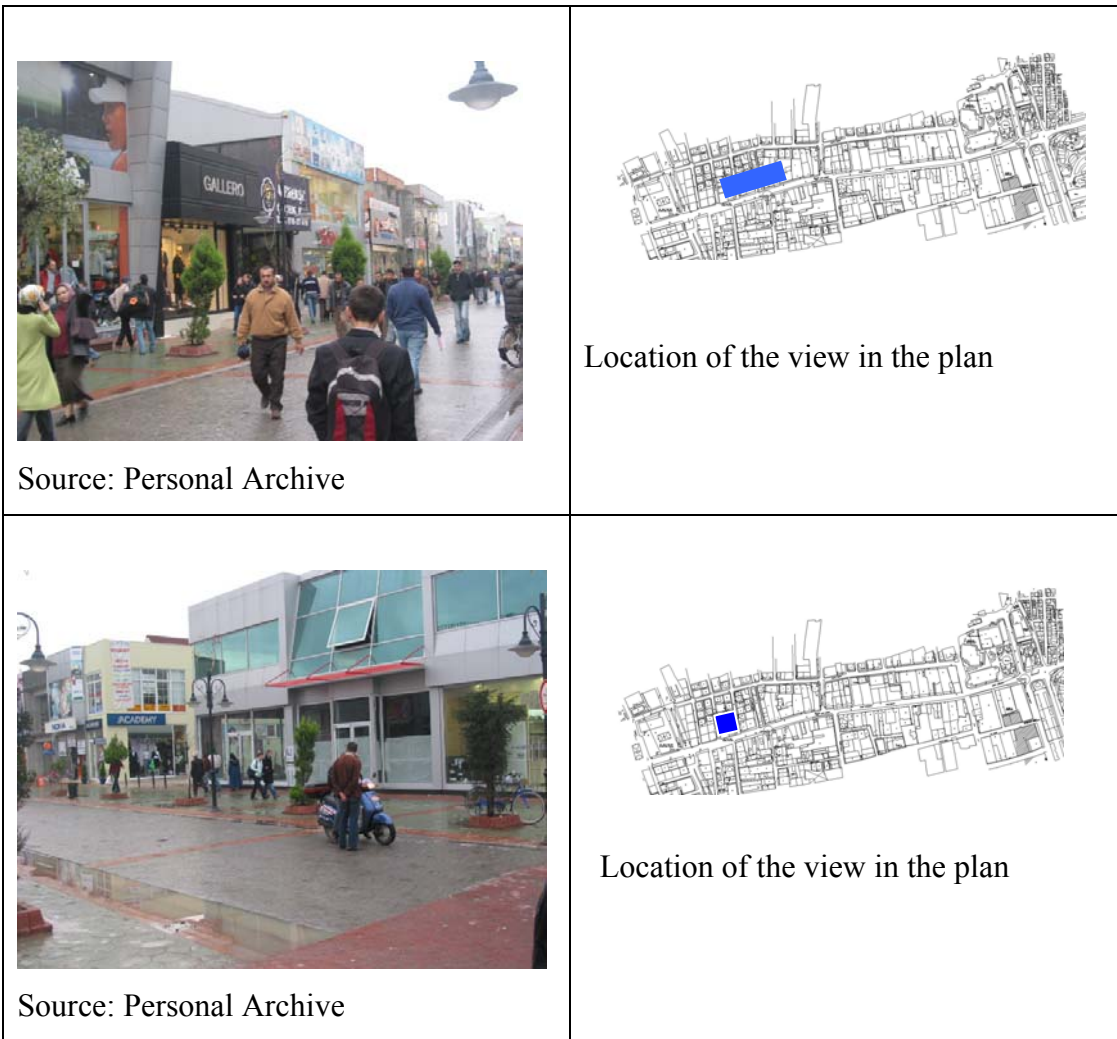 GALLERO
Source: Personal Archive
Location of the view in the plan
ACADEMY
Source: Personal Archive
Location of the view in the plan